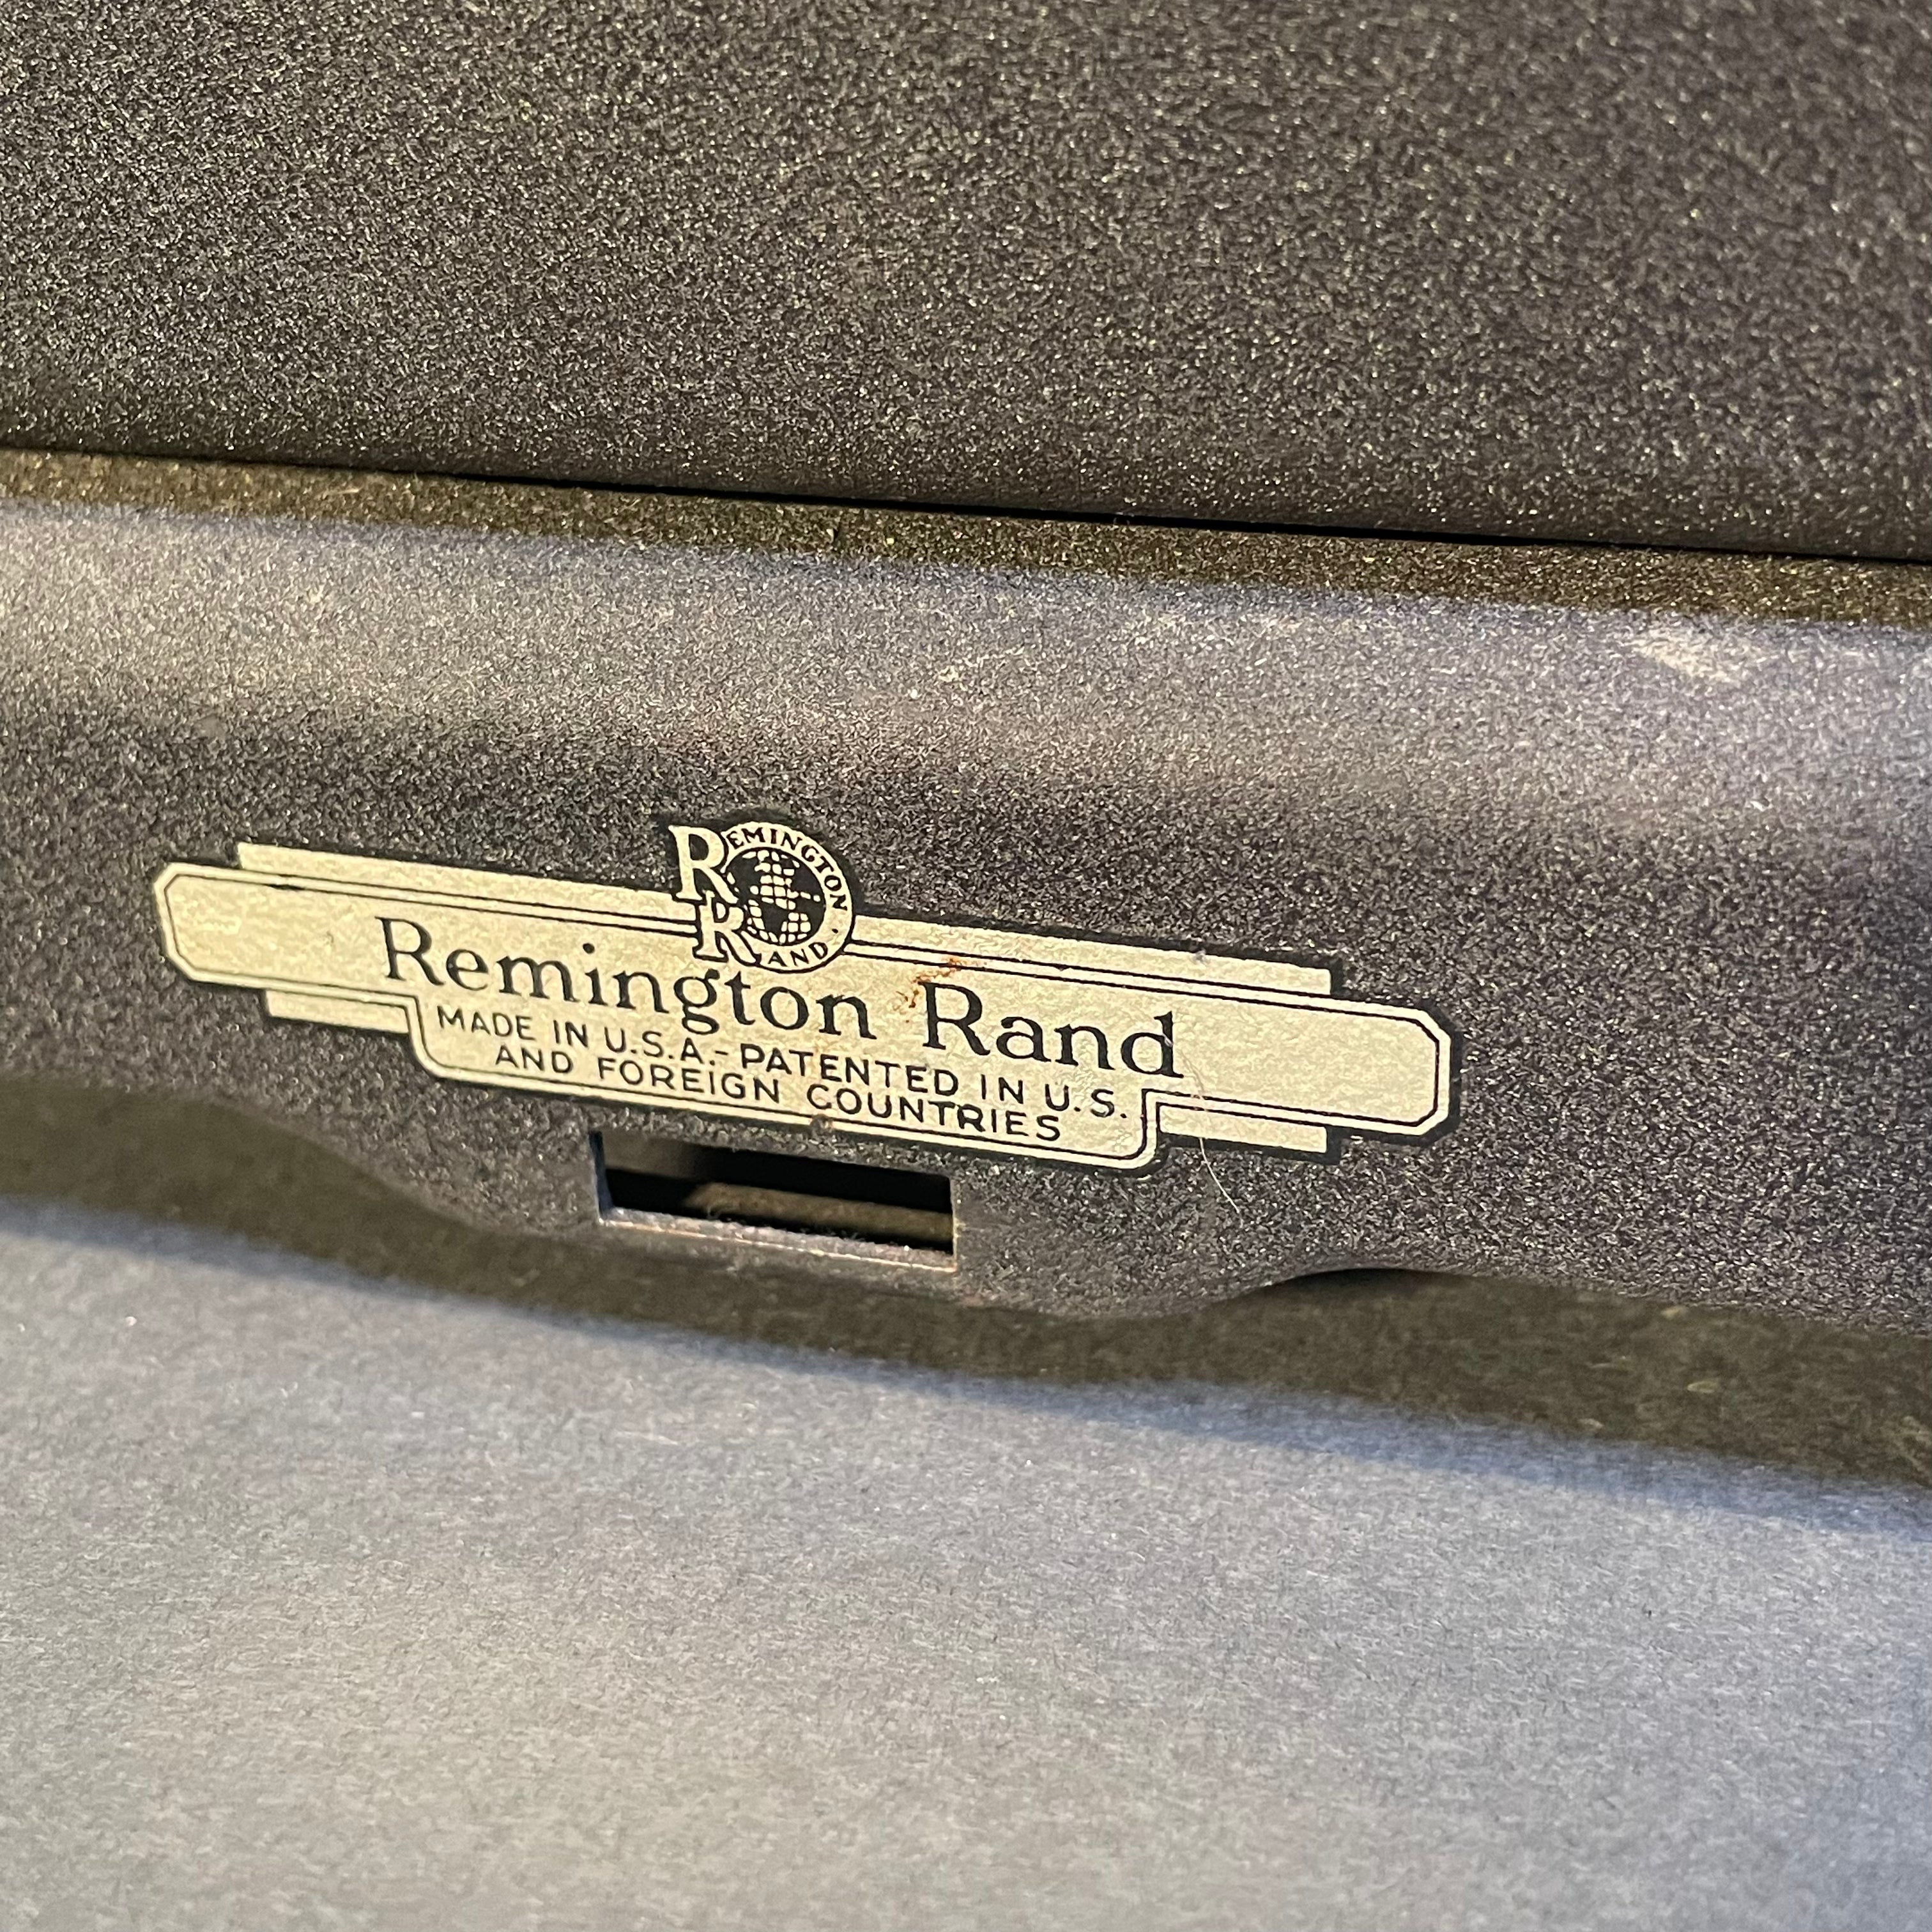 REMINGTON
RAND.
Remington Rand
MADE IN U.S.A.-PATENTED IN U.S.
AND FOREIGN COUNTRIES